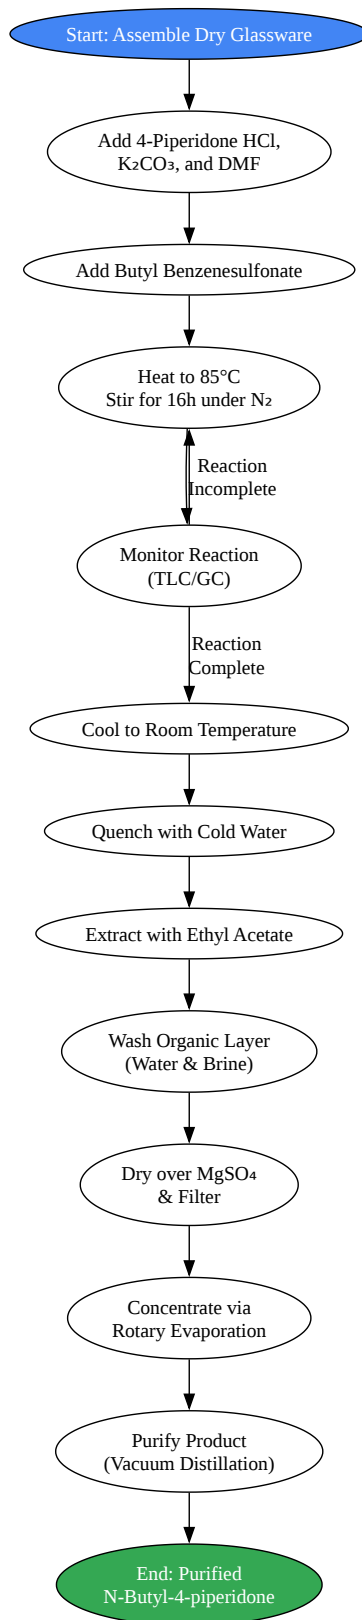 Start: Assemble Dry Glassware
Add 4-Piperidone HCl,
K₂CO₃, and DMF
Add Butyl Benzenesulfonate
Heat to 85°C
Stir for 16h under N₂
Reaction
Incomplete
Monitor Reaction
(TLC/GC)
Reaction
Complete
Cool to Room Temperature
Quench with Cold Water
Extract with Ethyl Acetate
Wash Organic Layer
(Water & Brine)
Dry over MgSO₄
& Filter
Concentrate via
Rotary Evaporation
Purify Product
(Vacuum Distillation)
End: Purified
N-Butyl-4-piperidone